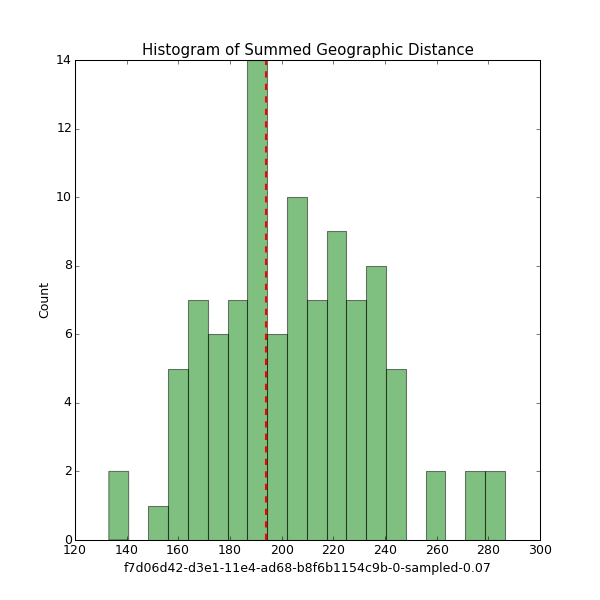 Histogram of Summed Geographic Distance
14
12
10
8
6
4
2
0
Count
120 140 160 180 200 220 240 260 280 300
f7d06d42-d3e1-11e4-ad68-b8f6b1154c9b-0-sampled-0.07